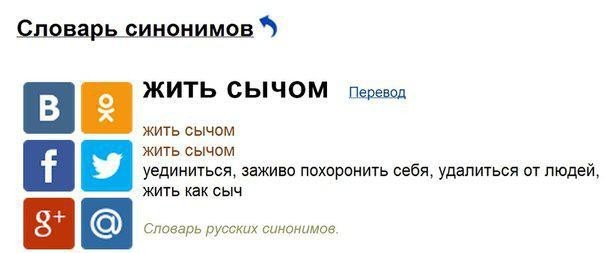 Словарь синонимов
жить сычом Перевод
жить сычом
жить сычом
уединиться, заживо похоронить себя, удалиться от людей,
жить как сыч
Словарь русских синонимов.
В
f
g+
@